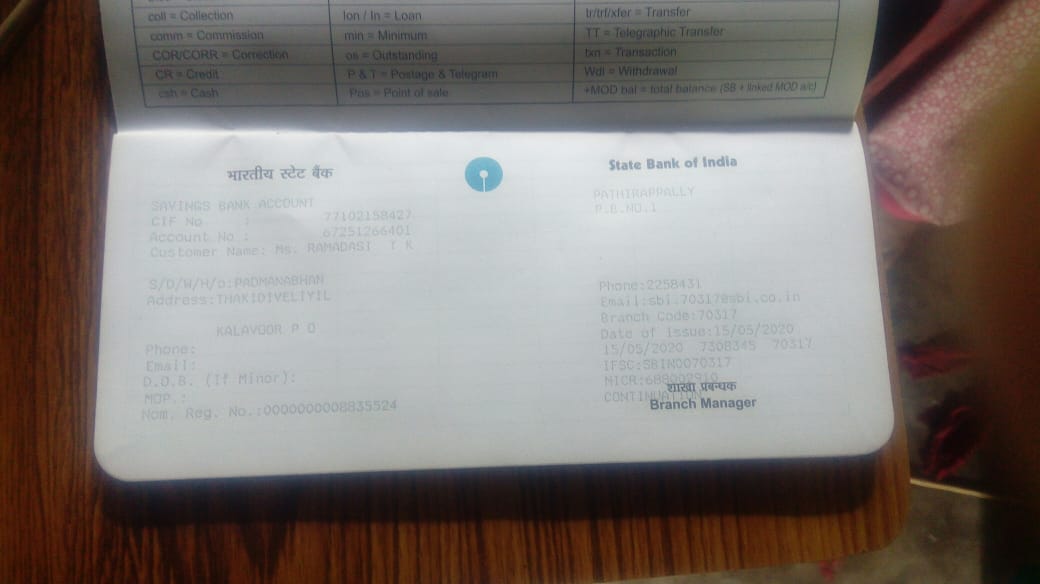 coll = Collection
lon / ln = Loan
tr/trf/xfer = Transfer
comm = Commission
min = Minimum
TT = Telegraphic Transfer
COR/CORR = Correction
os = Outstanding
txn = Transaction
CR = Credit
P & T = Postage & Telegram
Wdl = Withdrawal
csh = Cash
Pos = Point of sale
+MOD bal = total balance (SB + linked MOD a/c)
भारतीय स्टेट बैंक
State Bank of India
SAVINGS BANK ACCOUNT
CIF No : 77102158427
Account No : 67251266401
Customer Name: Ms. RAMADASI T K
S/D/W/H/o:PADMANABHAN
Address:THAKIDIVELIYIL
KALAVOOR P O
Phone:
Email:
D.O.B. (If Minor):
MOP.:
Nom. Reg. No.:0000000008835524
PATHIRAPPALLY
P.B.NO.1
Phone:2258431
Email:sbi.70317@sbi.co.in
Branch Code:70317
Date of Issue:15/05/2020
15/05/2020 7308345 70317
IFSC:SBIN0070317
MICR:688002910
शाखा प्रबन्धक
CONTINUATION
Branch Manager